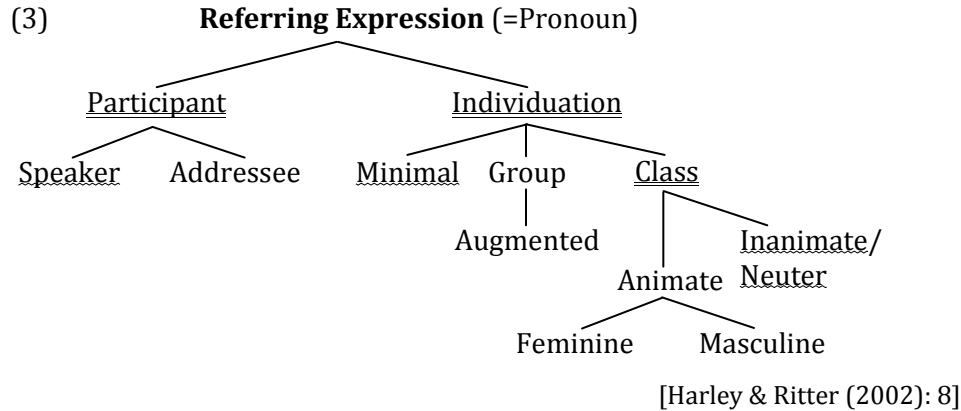 (3) Referring Expression (=Pronoun)
Participant Individuation
Speaker Addressee Minimal Group Class
Augmented Inanimate/
Neuter
Animate
Feminine Masculine
[Harley & Ritter (2002): 8]